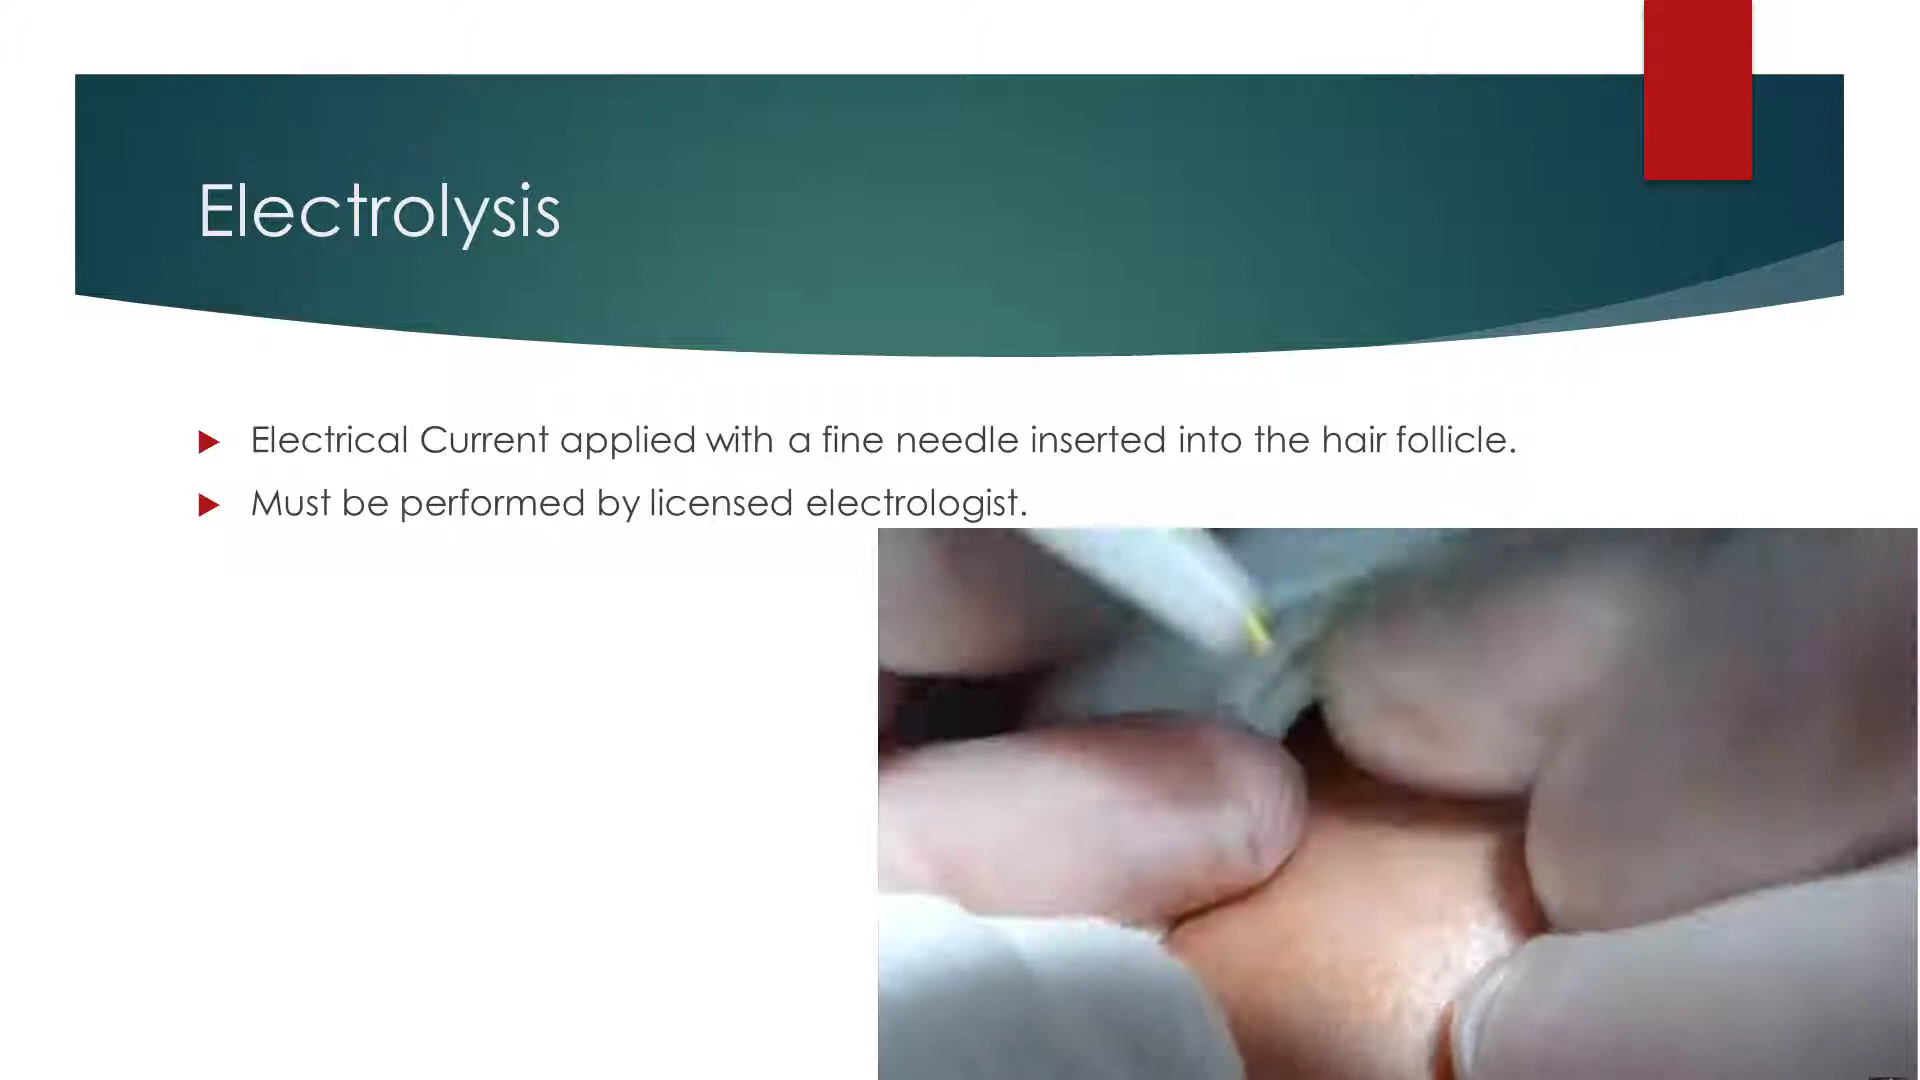 Electrolysis
Electrical Current applied with a fine needle inserted into the hair follicle.
Must be performed by licensed electrologist.